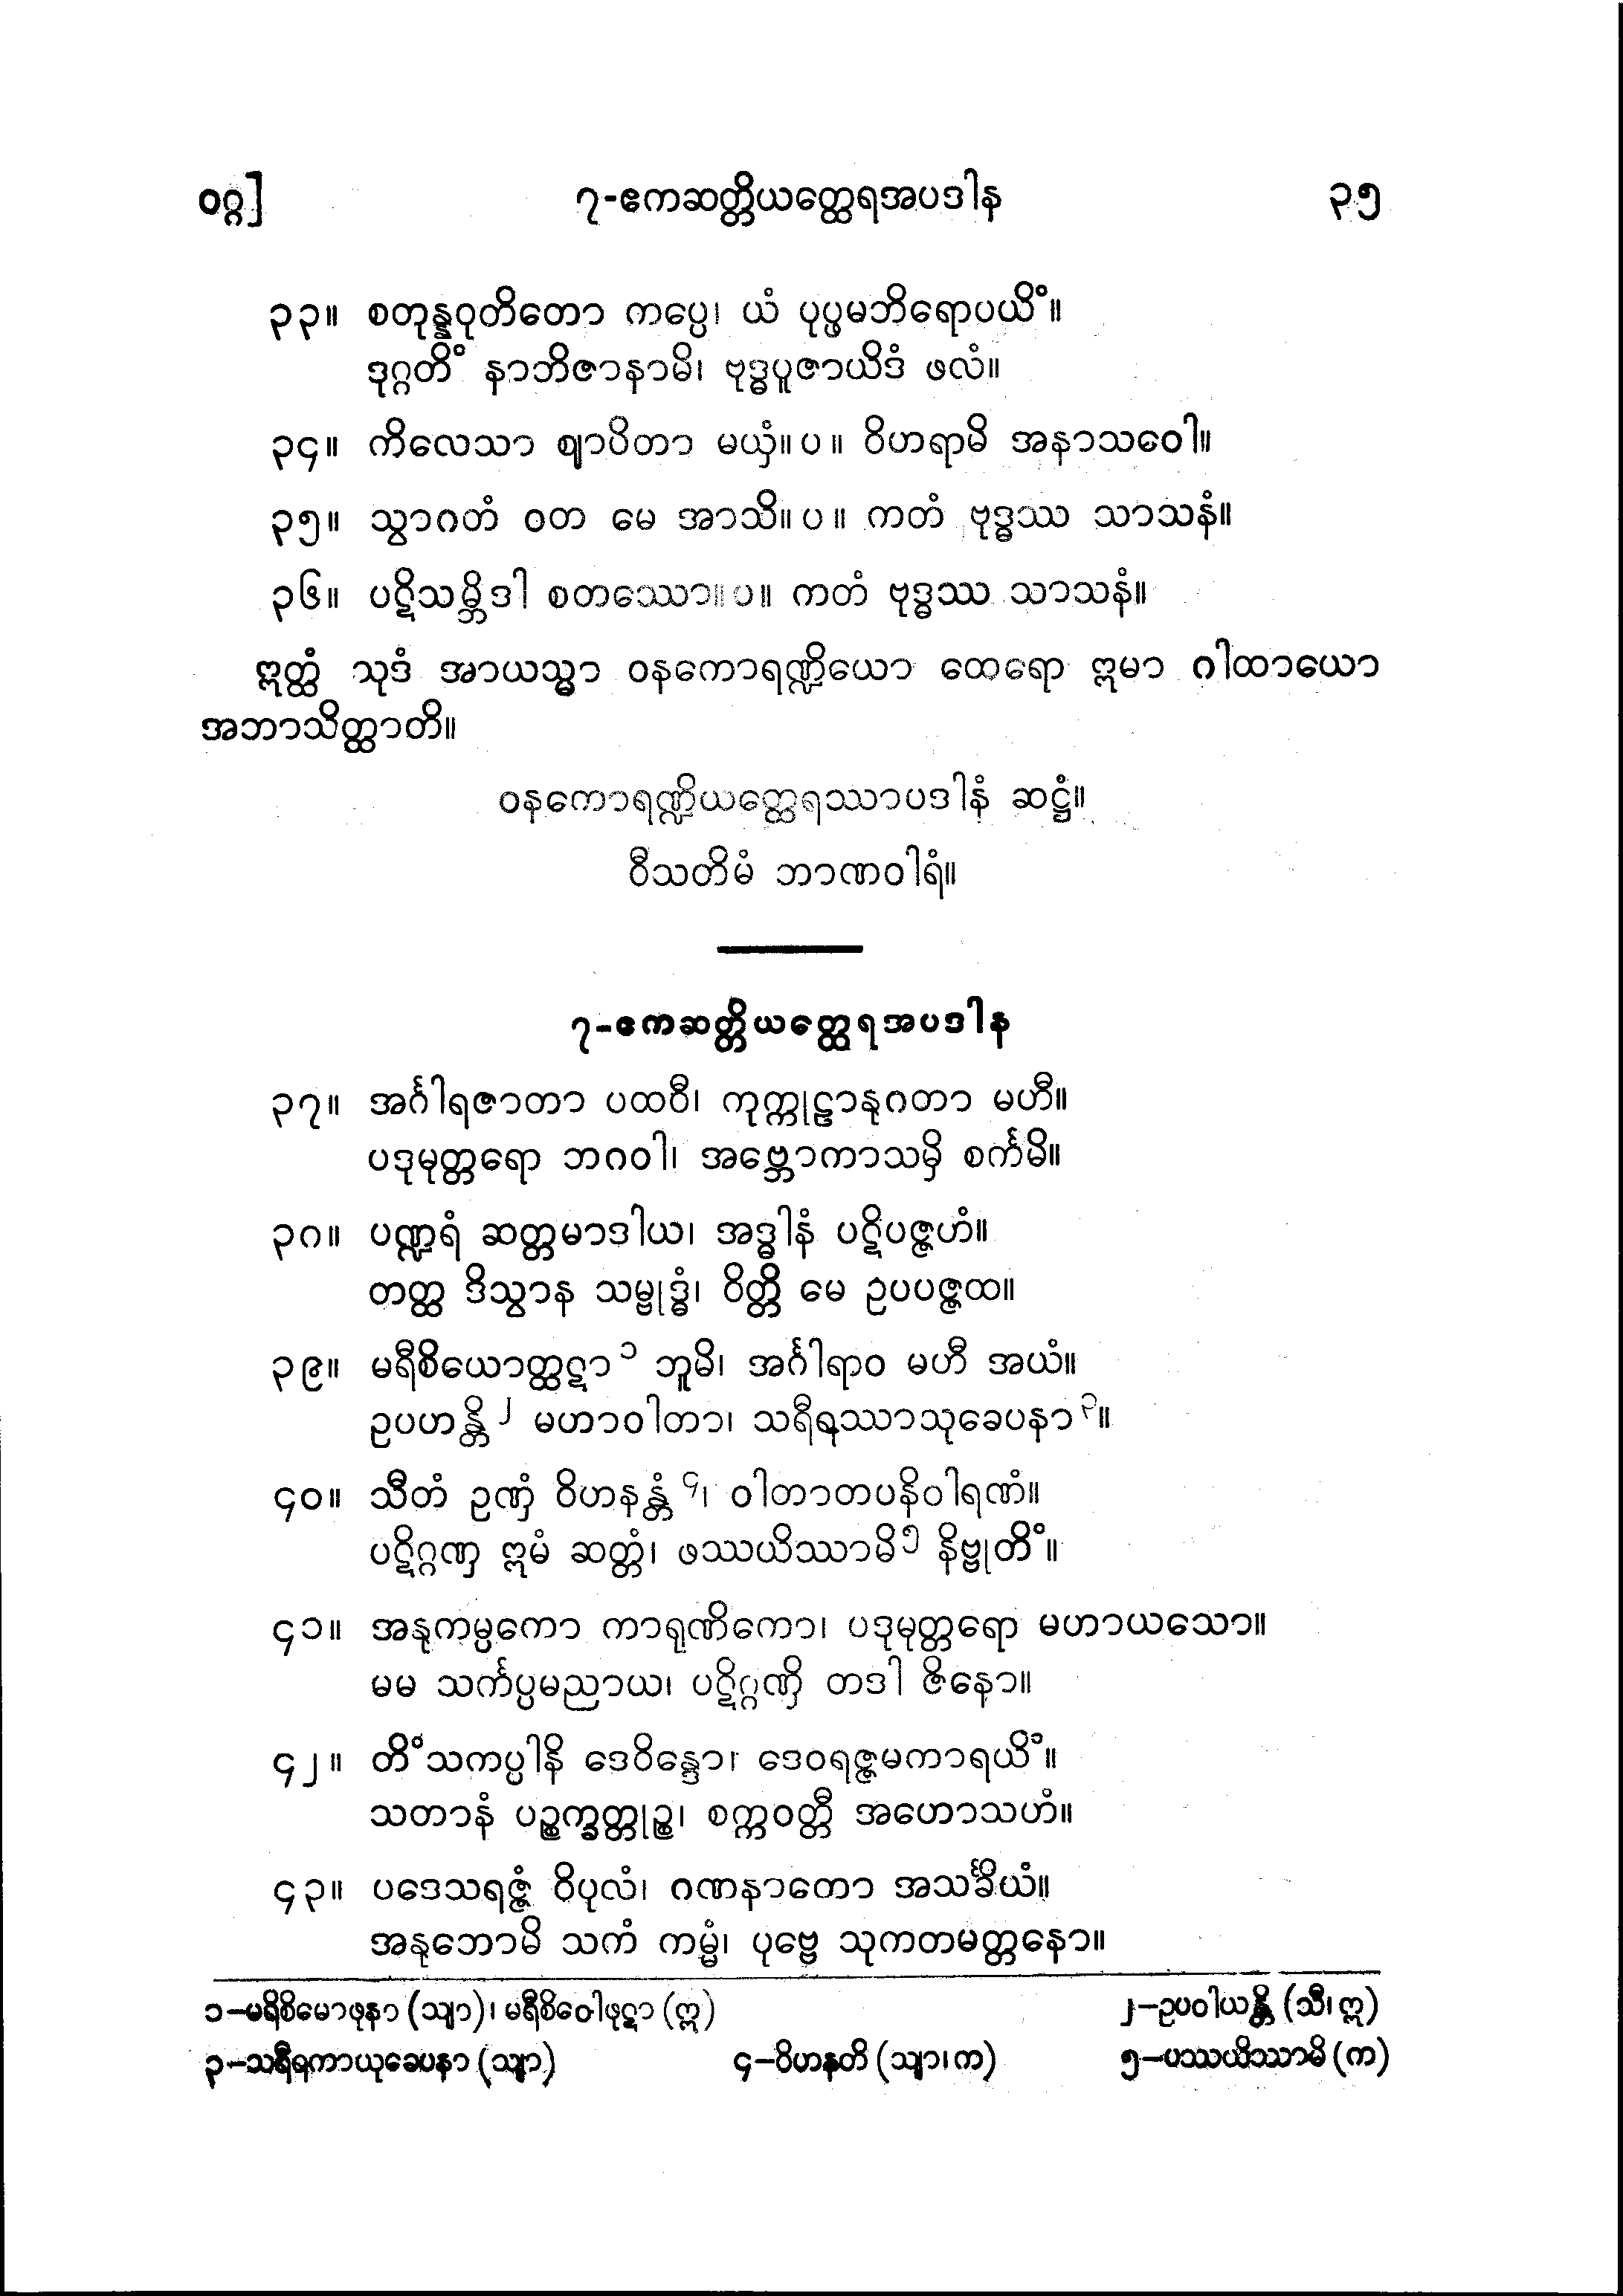 ဝဂ္ဂ] ၇-ဧကဆတ္တိယတ္ထေရအပဒါန ၃၅
၃၃။ စတုန္နဝုတိတော ကပ္ပေ၊ ယံ ပုပ္ဖမဘိရောပယိံ။
ဒုဂ္ဂတိံ နာဘိဇာနာမိ၊ ဗုဒ္ဓပူဇာယိဒံ ဖလံ။
၃၄။ ကိလေသာ ဈာပိတာ မယှံ။ပ။ ဝိဟရာမိ အနာသဝေါ။
၃၅။ သွာဂတံ ဝတ မေ အာသိ။ပ။ ကတံ ဗုဒ္ဓဿ သာသနံ။
၃၆။ ပဋိသမ္ဘိဒါ စတဿော။ပ။ ကတံ ဗုဒ္ဓဿ သာသနံ။
ဣတ္ထံ သုဒံ အာယသ္မာ ဝနကောရဏ္ဍိယော ထေရော ဣမာ ဂါထာယော
အဘာသိတ္ထာတိ။
ဝနကောရဏ္ဍိယတ္ထေရဿာပဒါနံ ဆဋ္ဌံ။
ဝီသတိမံ ဘာဏဝါရံ။
၇-ဧကဆတ္တိယတ္ထေရအပဒါန
၃၇။ အင်္ဂါရဇာတာ ပထဝီ၊ ကုက္ကုဠာနုဂတာ မဟီ။
ပဒုမုတ္တရော ဘဂဝါ၊ အဗ္ဘောကာသမှိ စင်္ကမိ။
၃၈။ ပဏ္ဍရံ ဆတ္တမာဒါယ၊ အဒ္ဓါနံ ပဋိပဇ္ဇဟံ။
တတ္ထ ဒိသွာန သမ္ဗုဒ္ဓံ၊ ဝိတ္တိ မေ ဥပပဇ္ဇထ။
၃၉။ မရီစိယောတ္ထဋာ၁ ဘူမိ၊ အင်္ဂါရာဝ မဟီ အယံ။
ဥပဟန္တိ၂ မဟာဝါတာ၊ သရီရဿာသုခေပနာ၃။
၄၀။ သီတံ ဥဏှံ ဝိဟနန္တံ၄၊ ဝါတာတပနိဝါရဏံ။
ပဋိဂ္ဂဏှ ဣမံ ဆတ္တံ၊ ဖဿယိဿာမိ၅ နိဗ္ဗုတိံ။
၄၁။ အနုကမ္ပကော ကာရုဏိကော၊ ပဒုမုတ္တရော မဟာယသော။
မမ သင်္ကပ္ပမညာယ၊ ပဋိဂ္ဂဏှိ တဒါ ဇိနော။
၄၂။ တိံသကပ္ပါနိ ဒေဝိန္ဒော၊ ဒေဝရဇ္ဇမကာရယိံ။
သတာနံ ပဉ္စက္ခတ္တုဉ္စ၊ စက္ကဝတ္တီ အဟောသဟံ။
၄၃။ ပဒေသရဇ္ဇံ ဝိပုလံ၊ ဂဏနာတော အသင်္ခိယံ။
အနုဘောမိ သကံ ကမ္မံ၊ ပုဗ္ဗေ သုကတမတ္တနော။
၁–မရိစိမောဖုနာ (သျာ)၊ မရီစိဝေါဖုဋာ (ဣ) ၂–ဥပဝါယန္တိ (သီ၊ ဣ)
၃–သရီရကာယုခေပနာ (သျာ) ၄–ဝိဟနတိ (သျာ၊ က) ၅–ပဿယိဿာမိ (က)